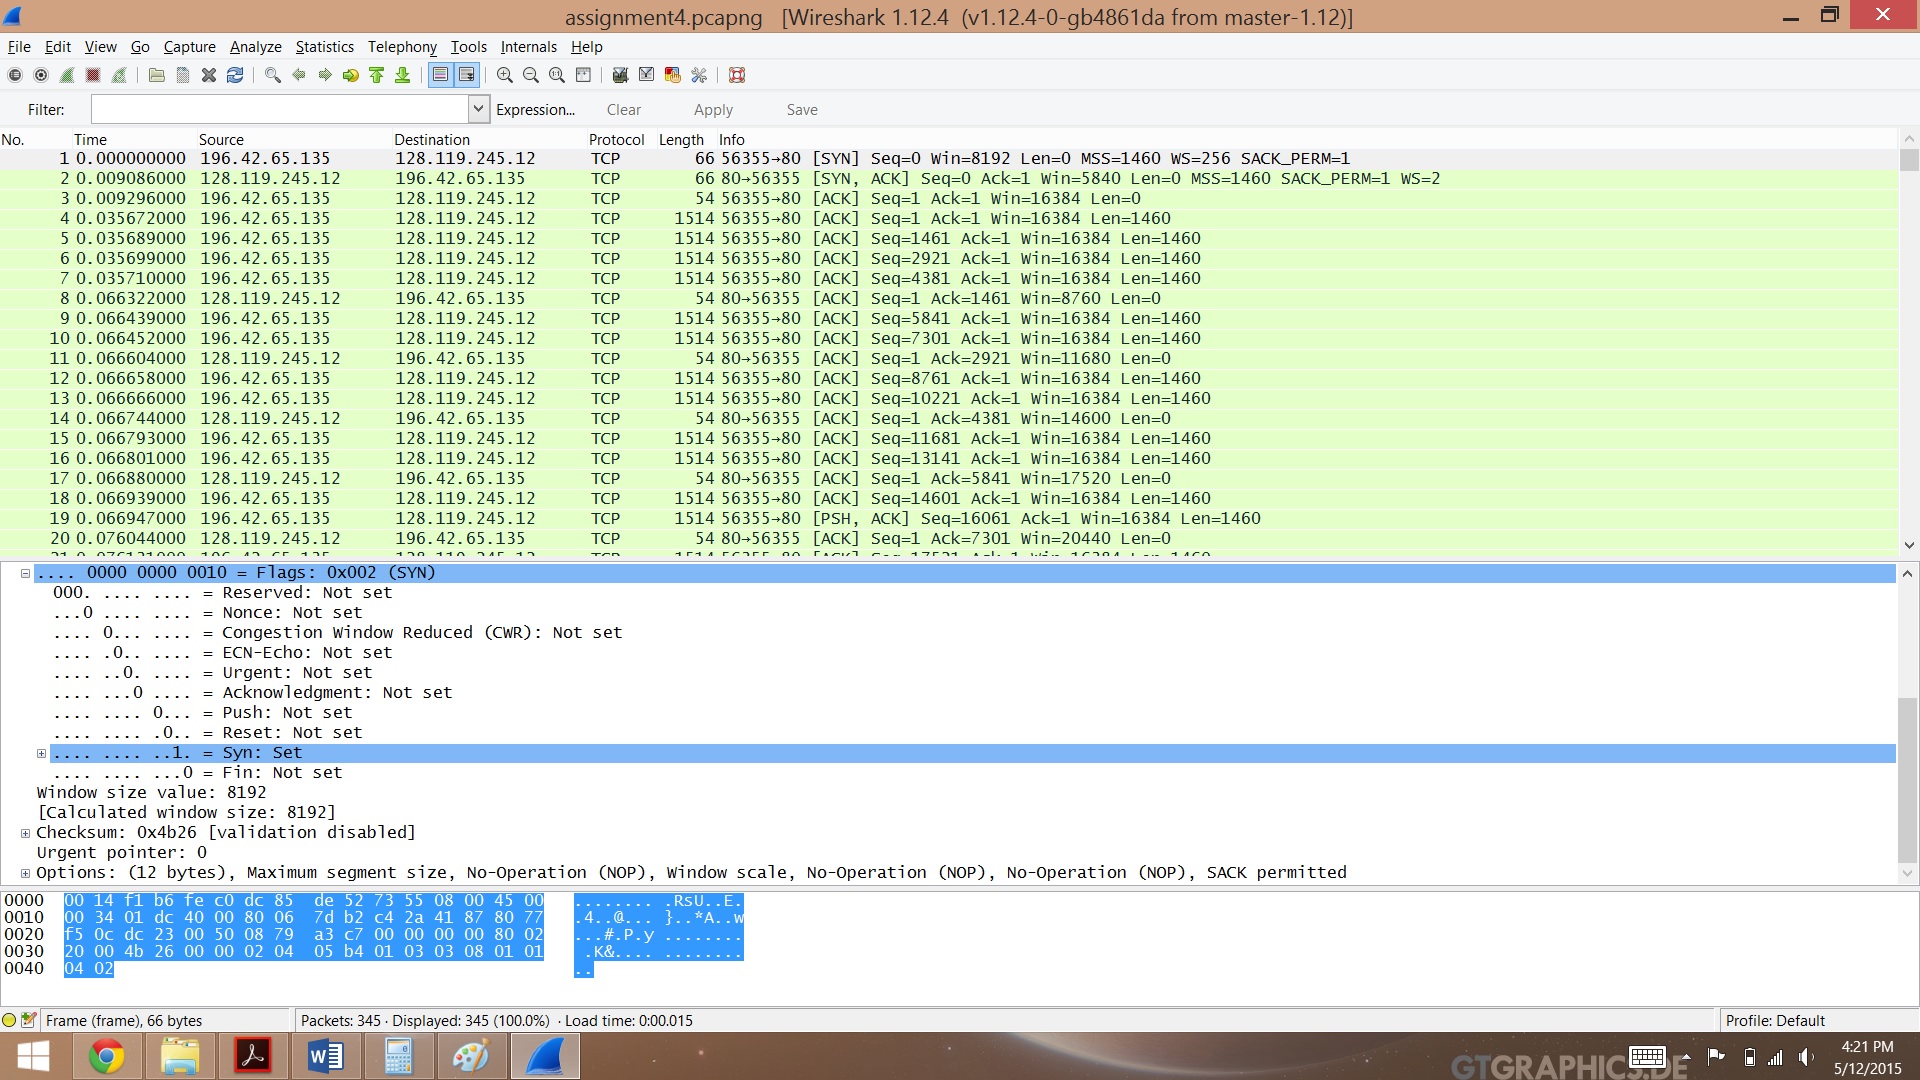 assignment4.pcapng [Wireshark 1.12.4 (v1.12.4-0-gb4861da from master-1.12)]
File Edit View Go Capture Analyze Statistics Telephony Tools Internals Help
Filter: Expression... Clear Apply Save
No. Time Source Destination Protocol Length Info
1 0.000000000 196.42.65.135 128.119.245.12 TCP 66 56355→80 [SYN] Seq=0 Win=8192 Len=0 MSS=1460 WS=256 SACK_PERM=1
2 0.009086000 128.119.245.12 196.42.65.135 TCP 66 80→56355 [SYN, ACK] Seq=0 Ack=1 Win=5840 Len=0 MSS=1460 SACK_PERM=1 WS=2
3 0.009296000 196.42.65.135 128.119.245.12 TCP 54 56355→80 [ACK] Seq=1 Ack=1 Win=16384 Len=0
4 0.035672000 196.42.65.135 128.119.245.12 TCP 1514 56355→80 [ACK] Seq=1 Ack=1 Win=16384 Len=1460
5 0.035689000 196.42.65.135 128.119.245.12 TCP 1514 56355→80 [ACK] Seq=1461 Ack=1 Win=16384 Len=1460
6 0.035699000 196.42.65.135 128.119.245.12 TCP 1514 56355→80 [ACK] Seq=2921 Ack=1 Win=16384 Len=1460
7 0.035710000 196.42.65.135 128.119.245.12 TCP 1514 56355→80 [ACK] Seq=4381 Ack=1 Win=16384 Len=1460
8 0.066322000 128.119.245.12 196.42.65.135 TCP 54 80→56355 [ACK] Seq=1 Ack=1461 Win=8760 Len=0
9 0.066439000 196.42.65.135 128.119.245.12 TCP 1514 56355→80 [ACK] Seq=5841 Ack=1 Win=16384 Len=1460
10 0.066452000 196.42.65.135 128.119.245.12 TCP 1514 56355→80 [ACK] Seq=7301 Ack=1 Win=16384 Len=1460
11 0.066604000 128.119.245.12 196.42.65.135 TCP 54 80→56355 [ACK] Seq=1 Ack=2921 Win=11680 Len=0
12 0.066658000 196.42.65.135 128.119.245.12 TCP 1514 56355→80 [ACK] Seq=8761 Ack=1 Win=16384 Len=1460
13 0.066666000 196.42.65.135 128.119.245.12 TCP 1514 56355→80 [ACK] Seq=10221 Ack=1 Win=16384 Len=1460
14 0.066744000 128.119.245.12 196.42.65.135 TCP 54 80→56355 [ACK] Seq=1 Ack=4381 Win=14600 Len=0
15 0.066793000 196.42.65.135 128.119.245.12 TCP 1514 56355→80 [ACK] Seq=11681 Ack=1 Win=16384 Len=1460
16 0.066801000 196.42.65.135 128.119.245.12 TCP 1514 56355→80 [ACK] Seq=13141 Ack=1 Win=16384 Len=1460
17 0.066880000 128.119.245.12 196.42.65.135 TCP 54 80→56355 [ACK] Seq=1 Ack=5841 Win=17520 Len=0
18 0.066939000 196.42.65.135 128.119.245.12 TCP 1514 56355→80 [ACK] Seq=14601 Ack=1 Win=16384 Len=1460
19 0.066947000 196.42.65.135 128.119.245.12 TCP 1514 56355→80 [PSH, ACK] Seq=16061 Ack=1 Win=16384 Len=1460
20 0.076044000 128.119.245.12 196.42.65.135 TCP 54 80→56355 [ACK] Seq=1 Ack=7301 Win=20440 Len=0
.... 0000 0000 0010 = Flags: 0x002 (SYN)
000. .... .... = Reserved: Not set
...0 .... .... = Nonce: Not set
.... 0... .... = Congestion Window Reduced (CWR): Not set
.... .0.. .... = ECN-Echo: Not set
.... ..0. .... = Urgent: Not set
.... ...0 .... = Acknowledgment: Not set
.... .... 0... = Push: Not set
.... .... .0.. = Reset: Not set
.... .... ..1. = Syn: Set
.... .... ...0 = Fin: Not set
Window size value: 8192
[Calculated window size: 8192]
Checksum: 0x4b26 [validation disabled]
Urgent pointer: 0
Options: (12 bytes), Maximum segment size, No-Operation (NOP), Window scale, No-Operation (NOP), No-Operation (NOP), SACK permitted
0000 00 14 f1 b6 fe c0 dc 85 de 52 73 55 08 00 45 00 ........ .RsU..E.
0010 00 34 01 dc 40 00 80 06 7d b2 c4 2a 41 87 80 77 .4..@... }..*A..w
0020 f5 0c dc 23 00 50 08 79 a3 c7 00 00 00 00 80 02 ...#.P.y ........
0030 20 00 4b 26 00 00 02 04 05 b4 01 03 03 08 01 01 .K&.... ........
0040 04 02 ..
Frame (frame), 66 bytes Packets: 345 · Displayed: 345 (100.0%) · Load time: 0:00.015 Profile: Default
GTGRAPHICS.DE
4:21 PM
5/12/2015